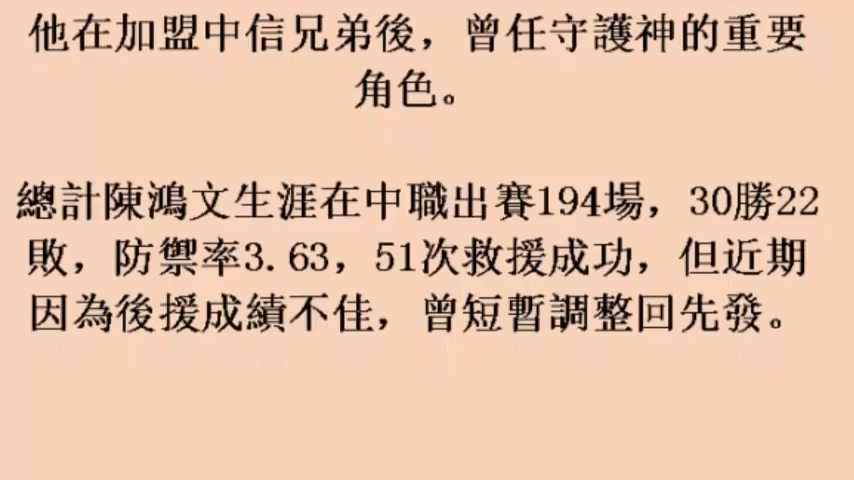 他在加盟中信兄弟後，曾任守護神的重要
角色。
總計陳鴻文生涯在中職出賽194場，30勝22
敗，防禦率3.63，51次救援成功，但近期
因為後援成績不佳，曾短暫調整回先發。